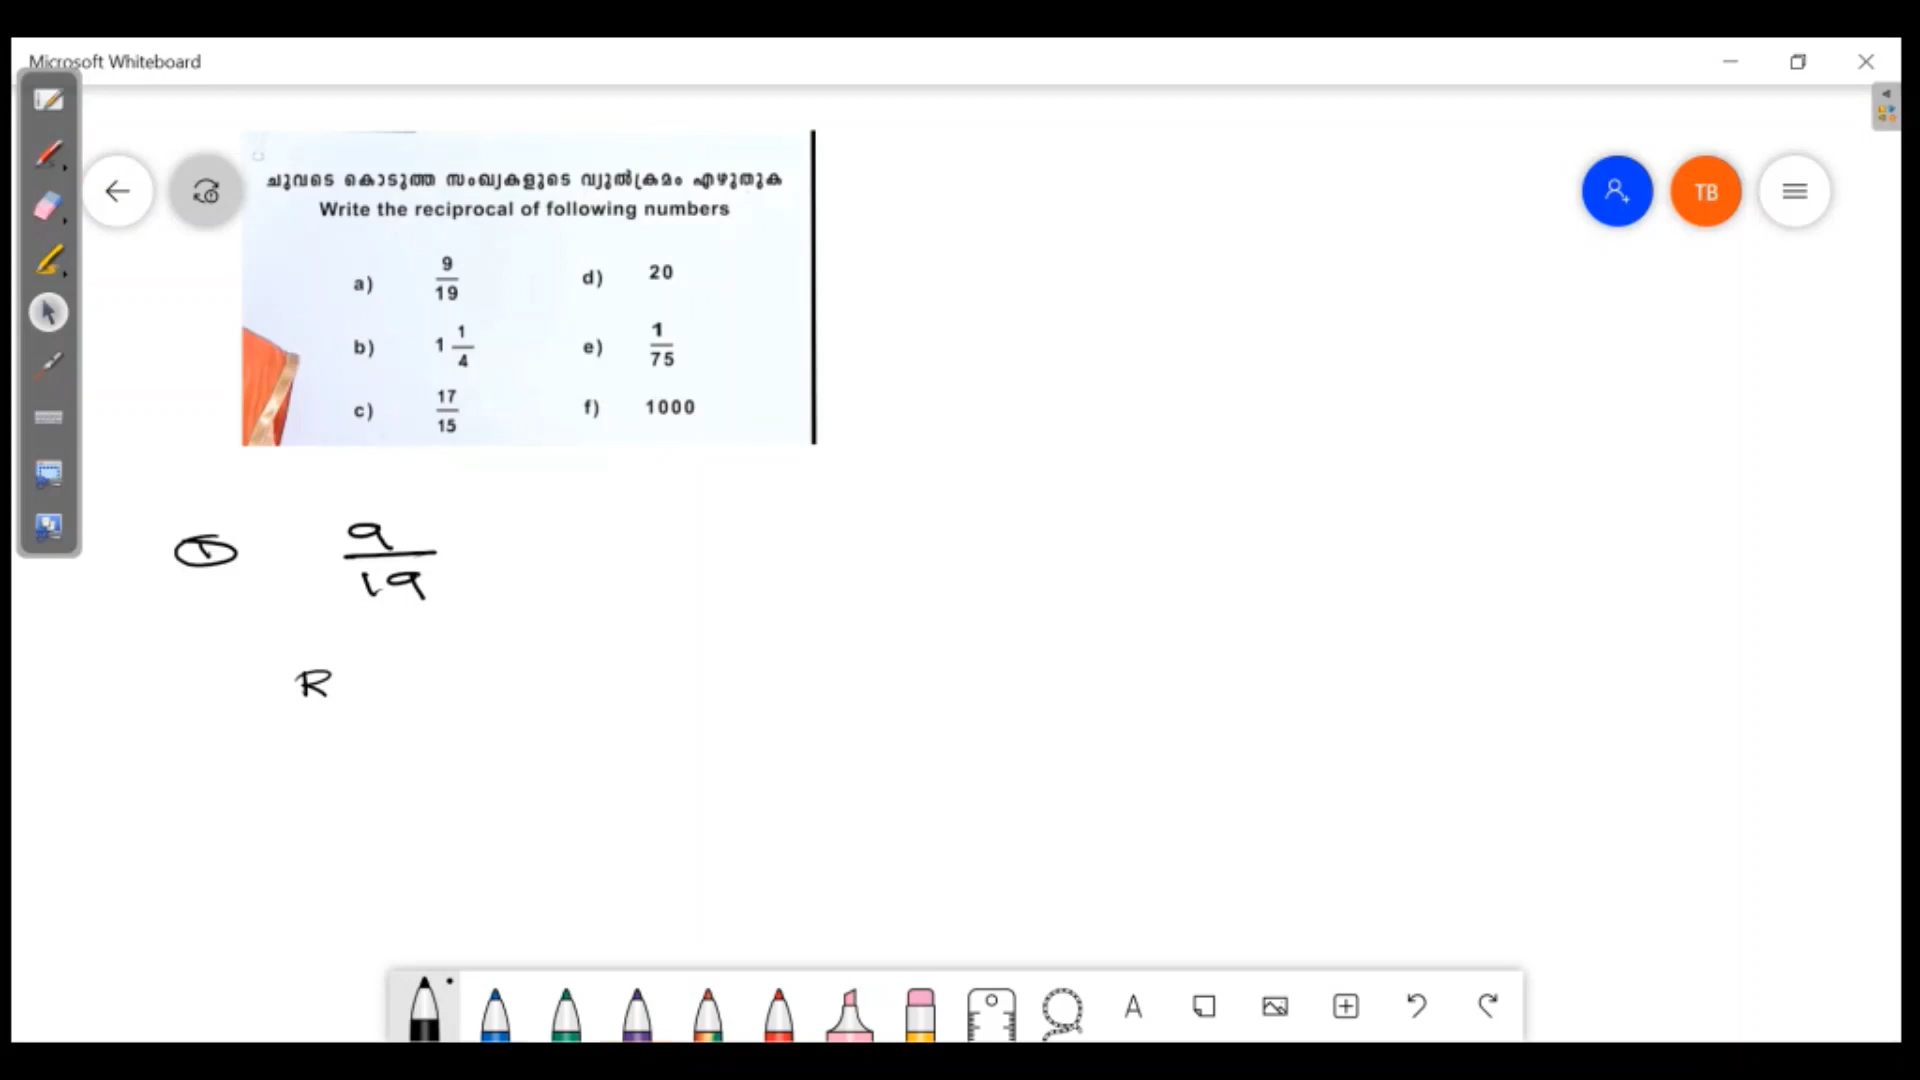 Microsoft Whiteboard
ചുവടെ കൊടുത്ത സംഖ്യകളുടെ വ്യുൽക്രമം എഴുതുക
Write the reciprocal of following numbers
a) 9/19 d) 20
b) 1 1/4 e) 1/75
c) 17/15 f) 1000
TB
① 9/19
R
A